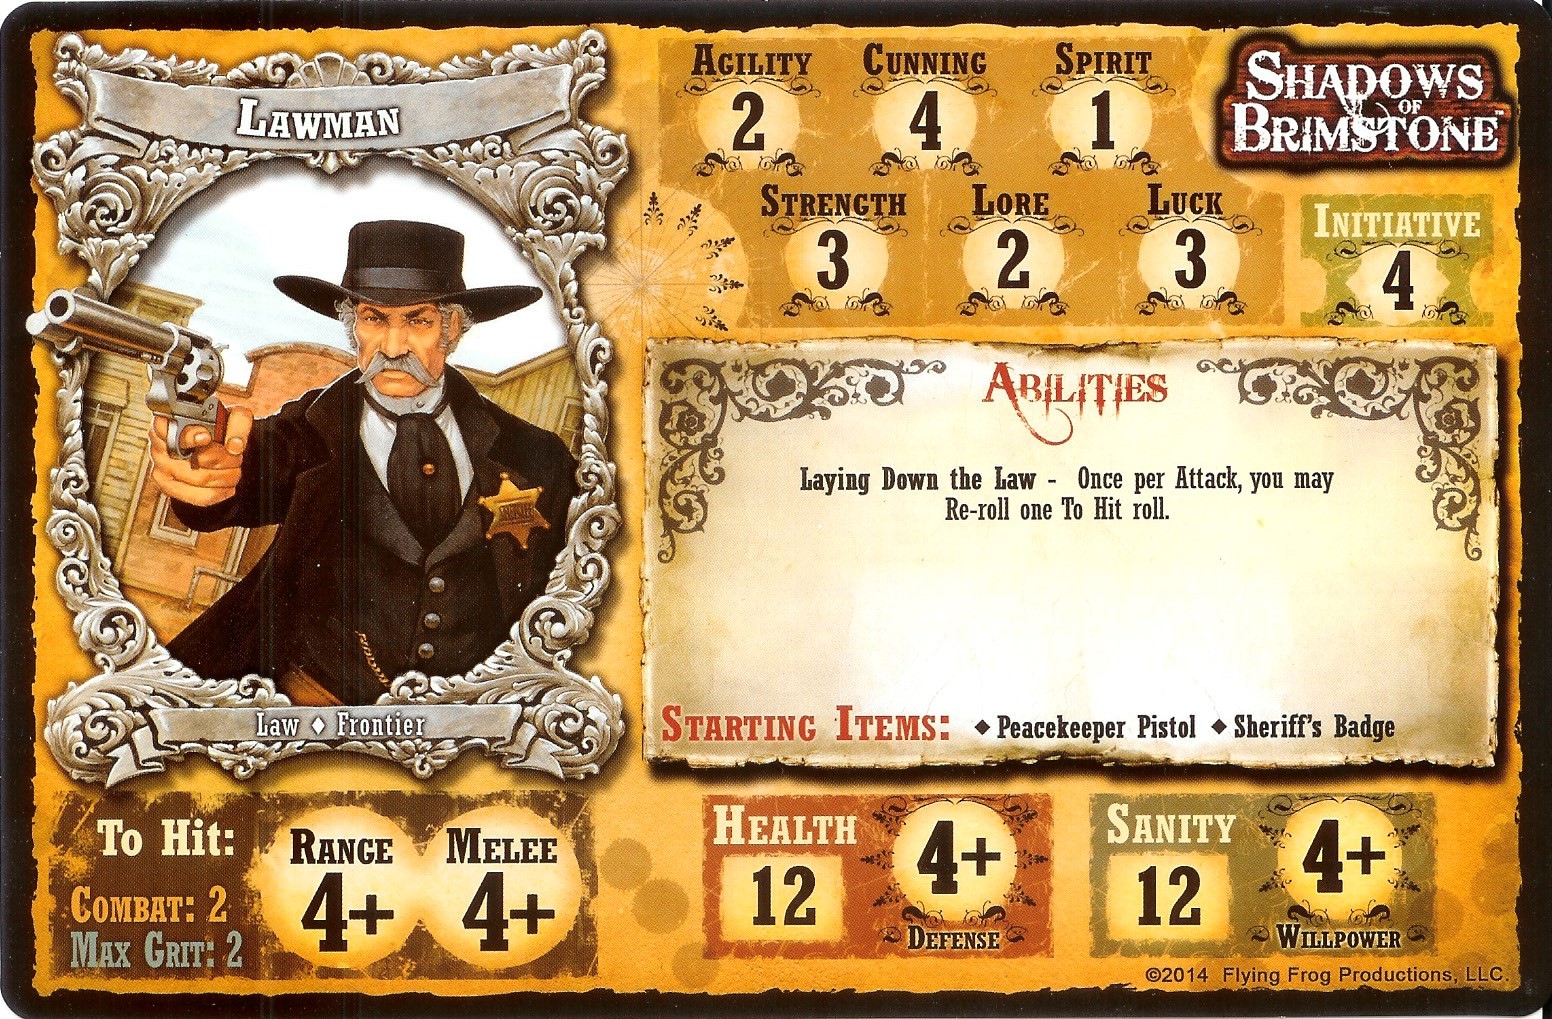 Lawman
Law ♦ Frontier
Agility
2
Cunning
4
Spirit
1
Shadows
of
Brimstone™
Strength
3
Lore
2
Luck
3
Initiative
4
Abilities
Laying Down the Law - Once per Attack, you may
Re-roll one To Hit roll.
Starting Items: ♦ Peacekeeper Pistol ♦ Sheriff's Badge
To Hit:
Range
4+
Melee
4+
Combat: 2
Max Grit: 2
Health
12
4+
Defense
Sanity
12
4+
Willpower
©2014 Flying Frog Productions, LLC.